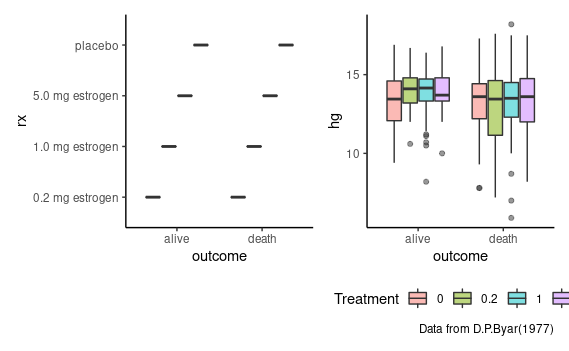 rx
placebo
5.0 mg estrogen
1.0 mg estrogen
0.2 mg estrogen
alive death
outcome
hg
15
10
alive death
outcome
Treatment 0 0.2 1
Data from D.P.Byar(1977)